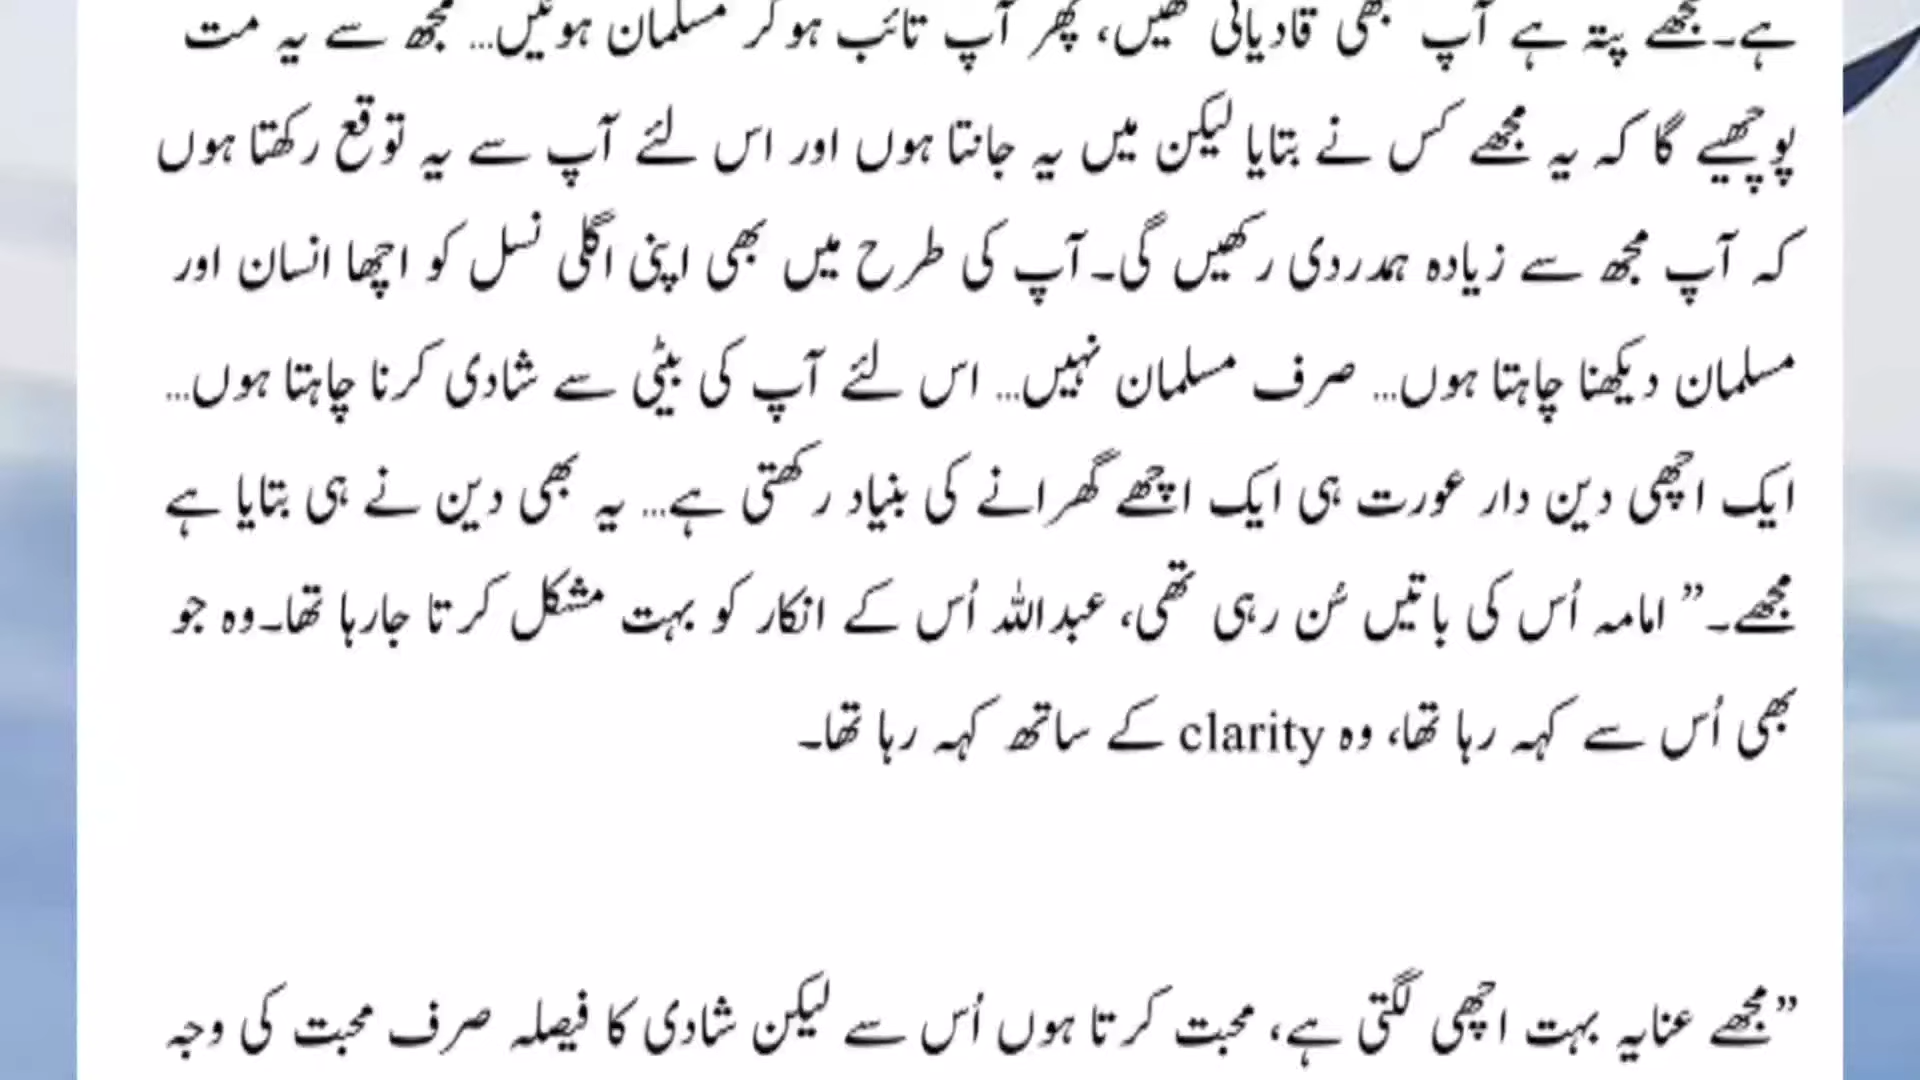 ہے۔مجھے پتہ ہے آپ بھی قادیانی تھیں، پھر آپ تائب ہوکر مسلمان ہوئیں… مجھ سے یہ مت
پوچھیے گا کہ یہ مجھے کس نے بتایا لیکن میں یہ جانتا ہوں اور اس لئے آپ سے یہ توقع رکھتا ہوں
کہ آپ مجھ سے زیادہ ہمدردی رکھیں گی۔آپ کی طرح میں بھی اپنی اگلی نسل کو اچھا انسان اور
مسلمان دیکھنا چاہتا ہوں… صرف مسلمان نہیں… اس لئے آپ کی بیٹی سے شادی کرنا چاہتا ہوں…
ایک اچھی دین دار عورت ہی ایک اچھے گھرانے کی بنیاد رکھتی ہے… یہ بھی دین نے ہی بتایا ہے
مجھے۔” امامہ اُس کی باتیں سُن رہی تھی، عبداللہ اُس کے انکار کو بہت مشکل کرتا جارہا تھا۔وہ جو
بھی اُس سے کہہ رہا تھا، وہ clarity کے ساتھ کہہ رہا تھا۔
”مجھے عنایہ بہت اچھی لگتی ہے، محبت کرتا ہوں اُس سے لیکن شادی کا فیصلہ صرف محبت کی وجہ